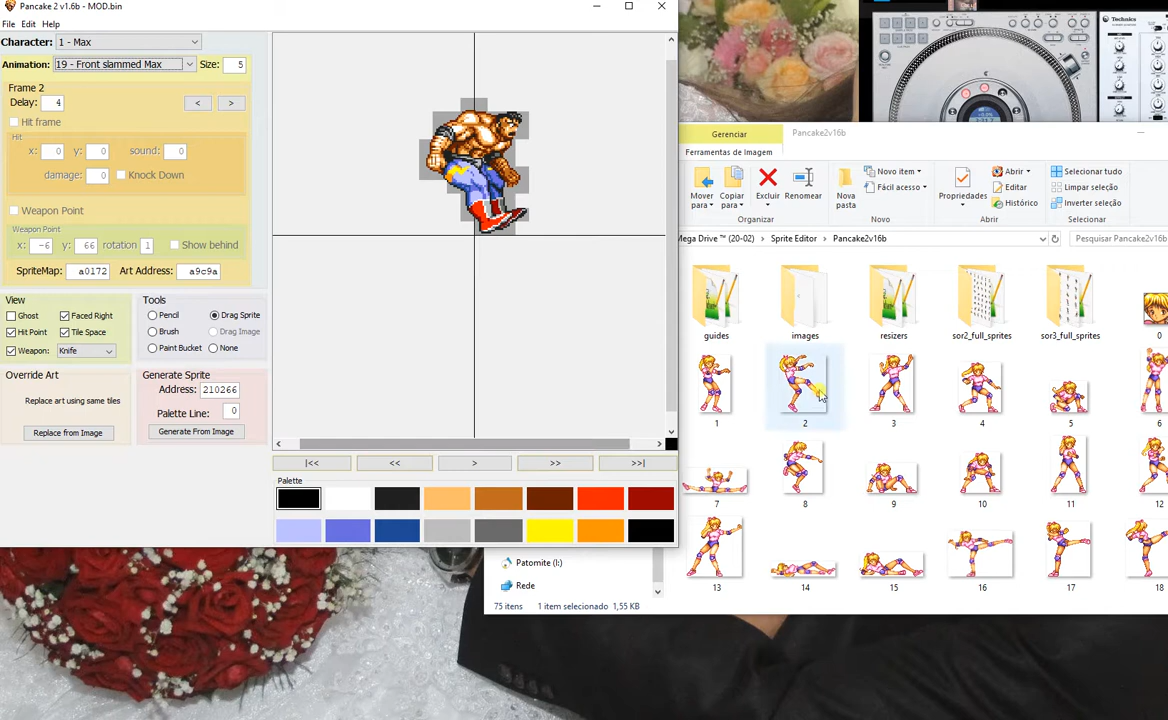 Pancake 2 v1.6b - MOD.bin
File Edit Help
Character: 1 - Max
Animation: 19 - Front slammed Max Size: 5
Frame 2
Delay: 4 < >
Hit frame
Hit
x: 0 y: 0 sound: 0
damage: 0 Knock Down
Weapon Point
Weapon Point
x: -6 y: 66 rotation 1 Show behind
SpriteMap: a0172 Art Address: a9c9a
View
Ghost Faced Right
Hit Point Tile Space
Weapon: Knife
Tools
Pencil Drag Sprite
Brush Drag Image
Paint Bucket None
Override Art
Replace art using same tiles
Replace from Image
Generate Sprite
Address: 210266
Palette Line: 0
Generate From Image
|<< << > >> >>|
Palette
Technics
Gerenciar Pancake2v16b
Ferramentas de Imagem
Mover para Copiar para Excluir Renomear
Organizar
Nova pasta
Novo item
Fácil acesso
Novo
Propriedades
Abrir
Editar
Histórico
Abrir
Selecionar tudo
Limpar seleção
Inverter seleção
Selecionar
Mega Drive ™ (20-02) Sprite Editor Pancake2v16b Pesquisar Pancake2v16b
guides images resizers sor2_full_sprites sor3_full_sprites 0
1 2 3 4 5 6
7 8 9 10 11 12
13 14 15 16 17 18
Patomite (I:)
Rede
75 itens 1 item selecionado 1,55 KB